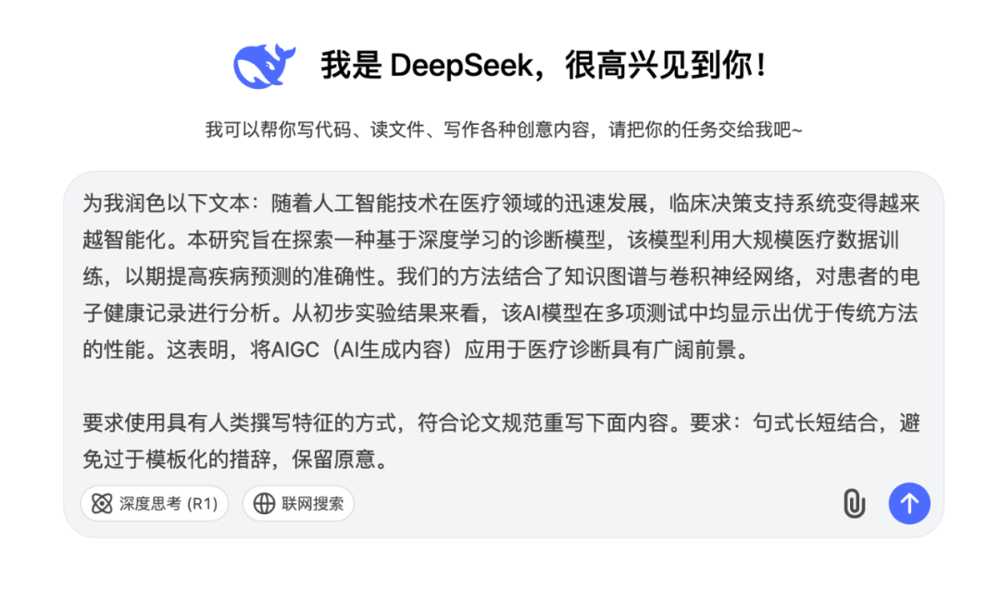 我是 DeepSeek，很高兴见到你！
我可以帮你写代码、读文件、写作各种创意内容，请把你的任务交给我吧~
为我润色以下文本：随着人工智能技术在医疗领域的迅速发展，临床决策支持系统变得越来
越智能化。本研究旨在探索一种基于深度学习的诊断模型，该模型利用大规模医疗数据训
练，以期提高疾病预测的准确性。我们的方法结合了知识图谱与卷积神经网络，对患者的电
子健康记录进行分析。从初步实验结果来看，该AI模型在多项测试中均显示出优于传统方法
的性能。这表明，将AIGC（AI生成内容）应用于医疗诊断具有广阔前景。
要求使用具有人类撰写特征的方式，符合论文规范重写下面内容。要求：句式长短结合，避
免过于模板化的措辞，保留原意。
深度思考 (R1) 联网搜索